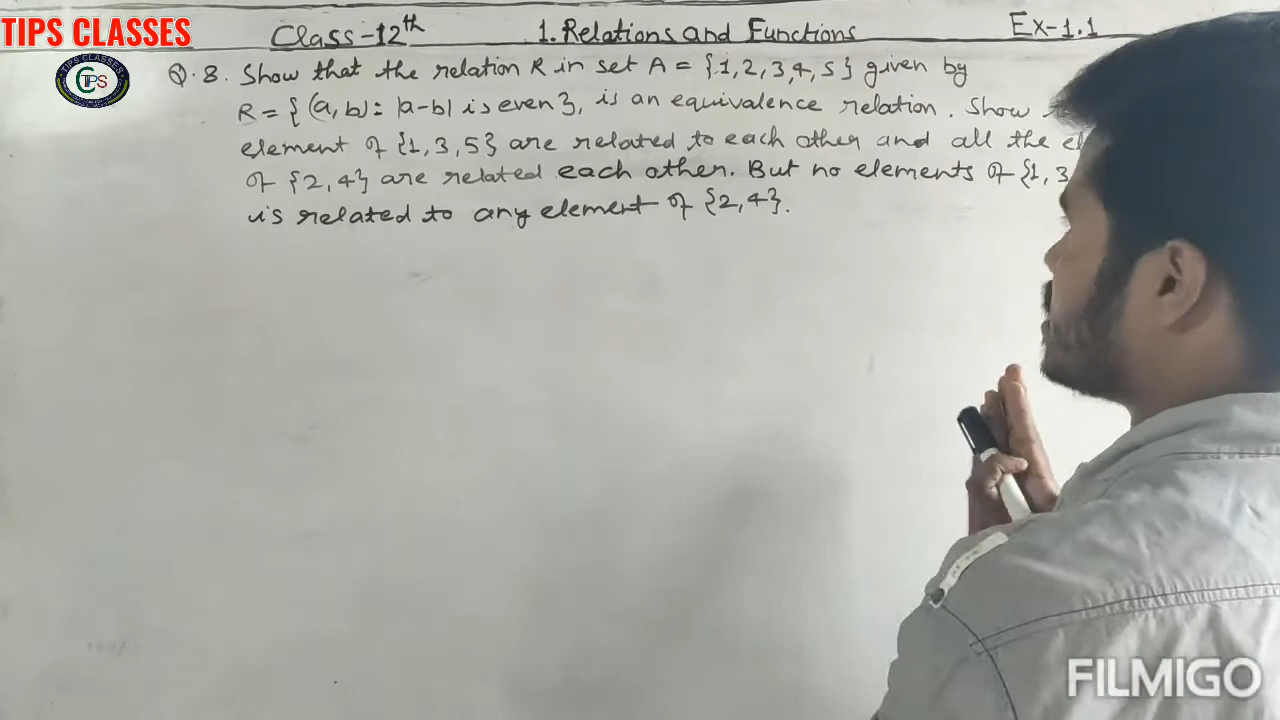 TIPS CLASSES
Class-12th 1. Relations and Functions Ex-1.1
TIPS CLASSES
TIPS
Q.8. Show that the relation R in set A = {1,2,3,4,5} given by
R = {(a,b): |a-b| is even}, is an equivalence relation. Show
element of {1,3,5} are related to each other and all the
of {2,4} are related each other. But no elements of {1,3
is related to any element of {2,4}.
FILMIGO